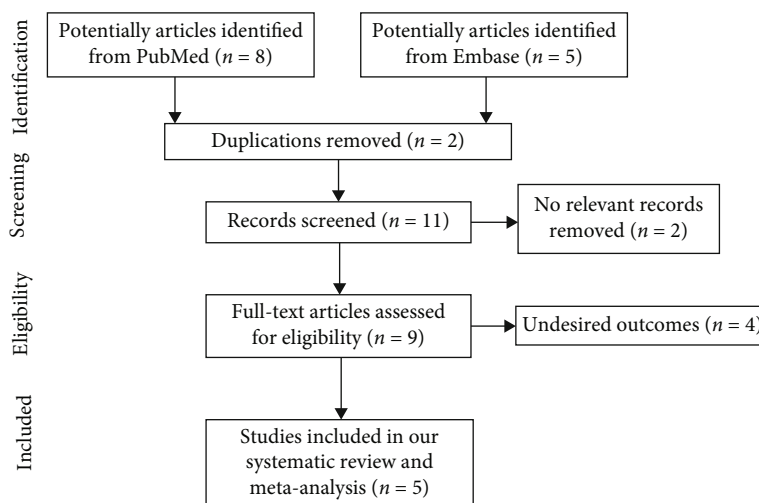 Identification
Potentially articles identified
from PubMed (n = 8)
Potentially articles identified
from Embase (n = 5)
Duplications removed (n = 2)
Screening
Records screened (n = 11)
No relevant records
removed (n = 2)
Eligibility
Full-text articles assessed
for eligibility (n = 9)
Undesired outcomes (n = 4)
Included
Studies included in our
systematic review and
meta-analysis (n = 5)